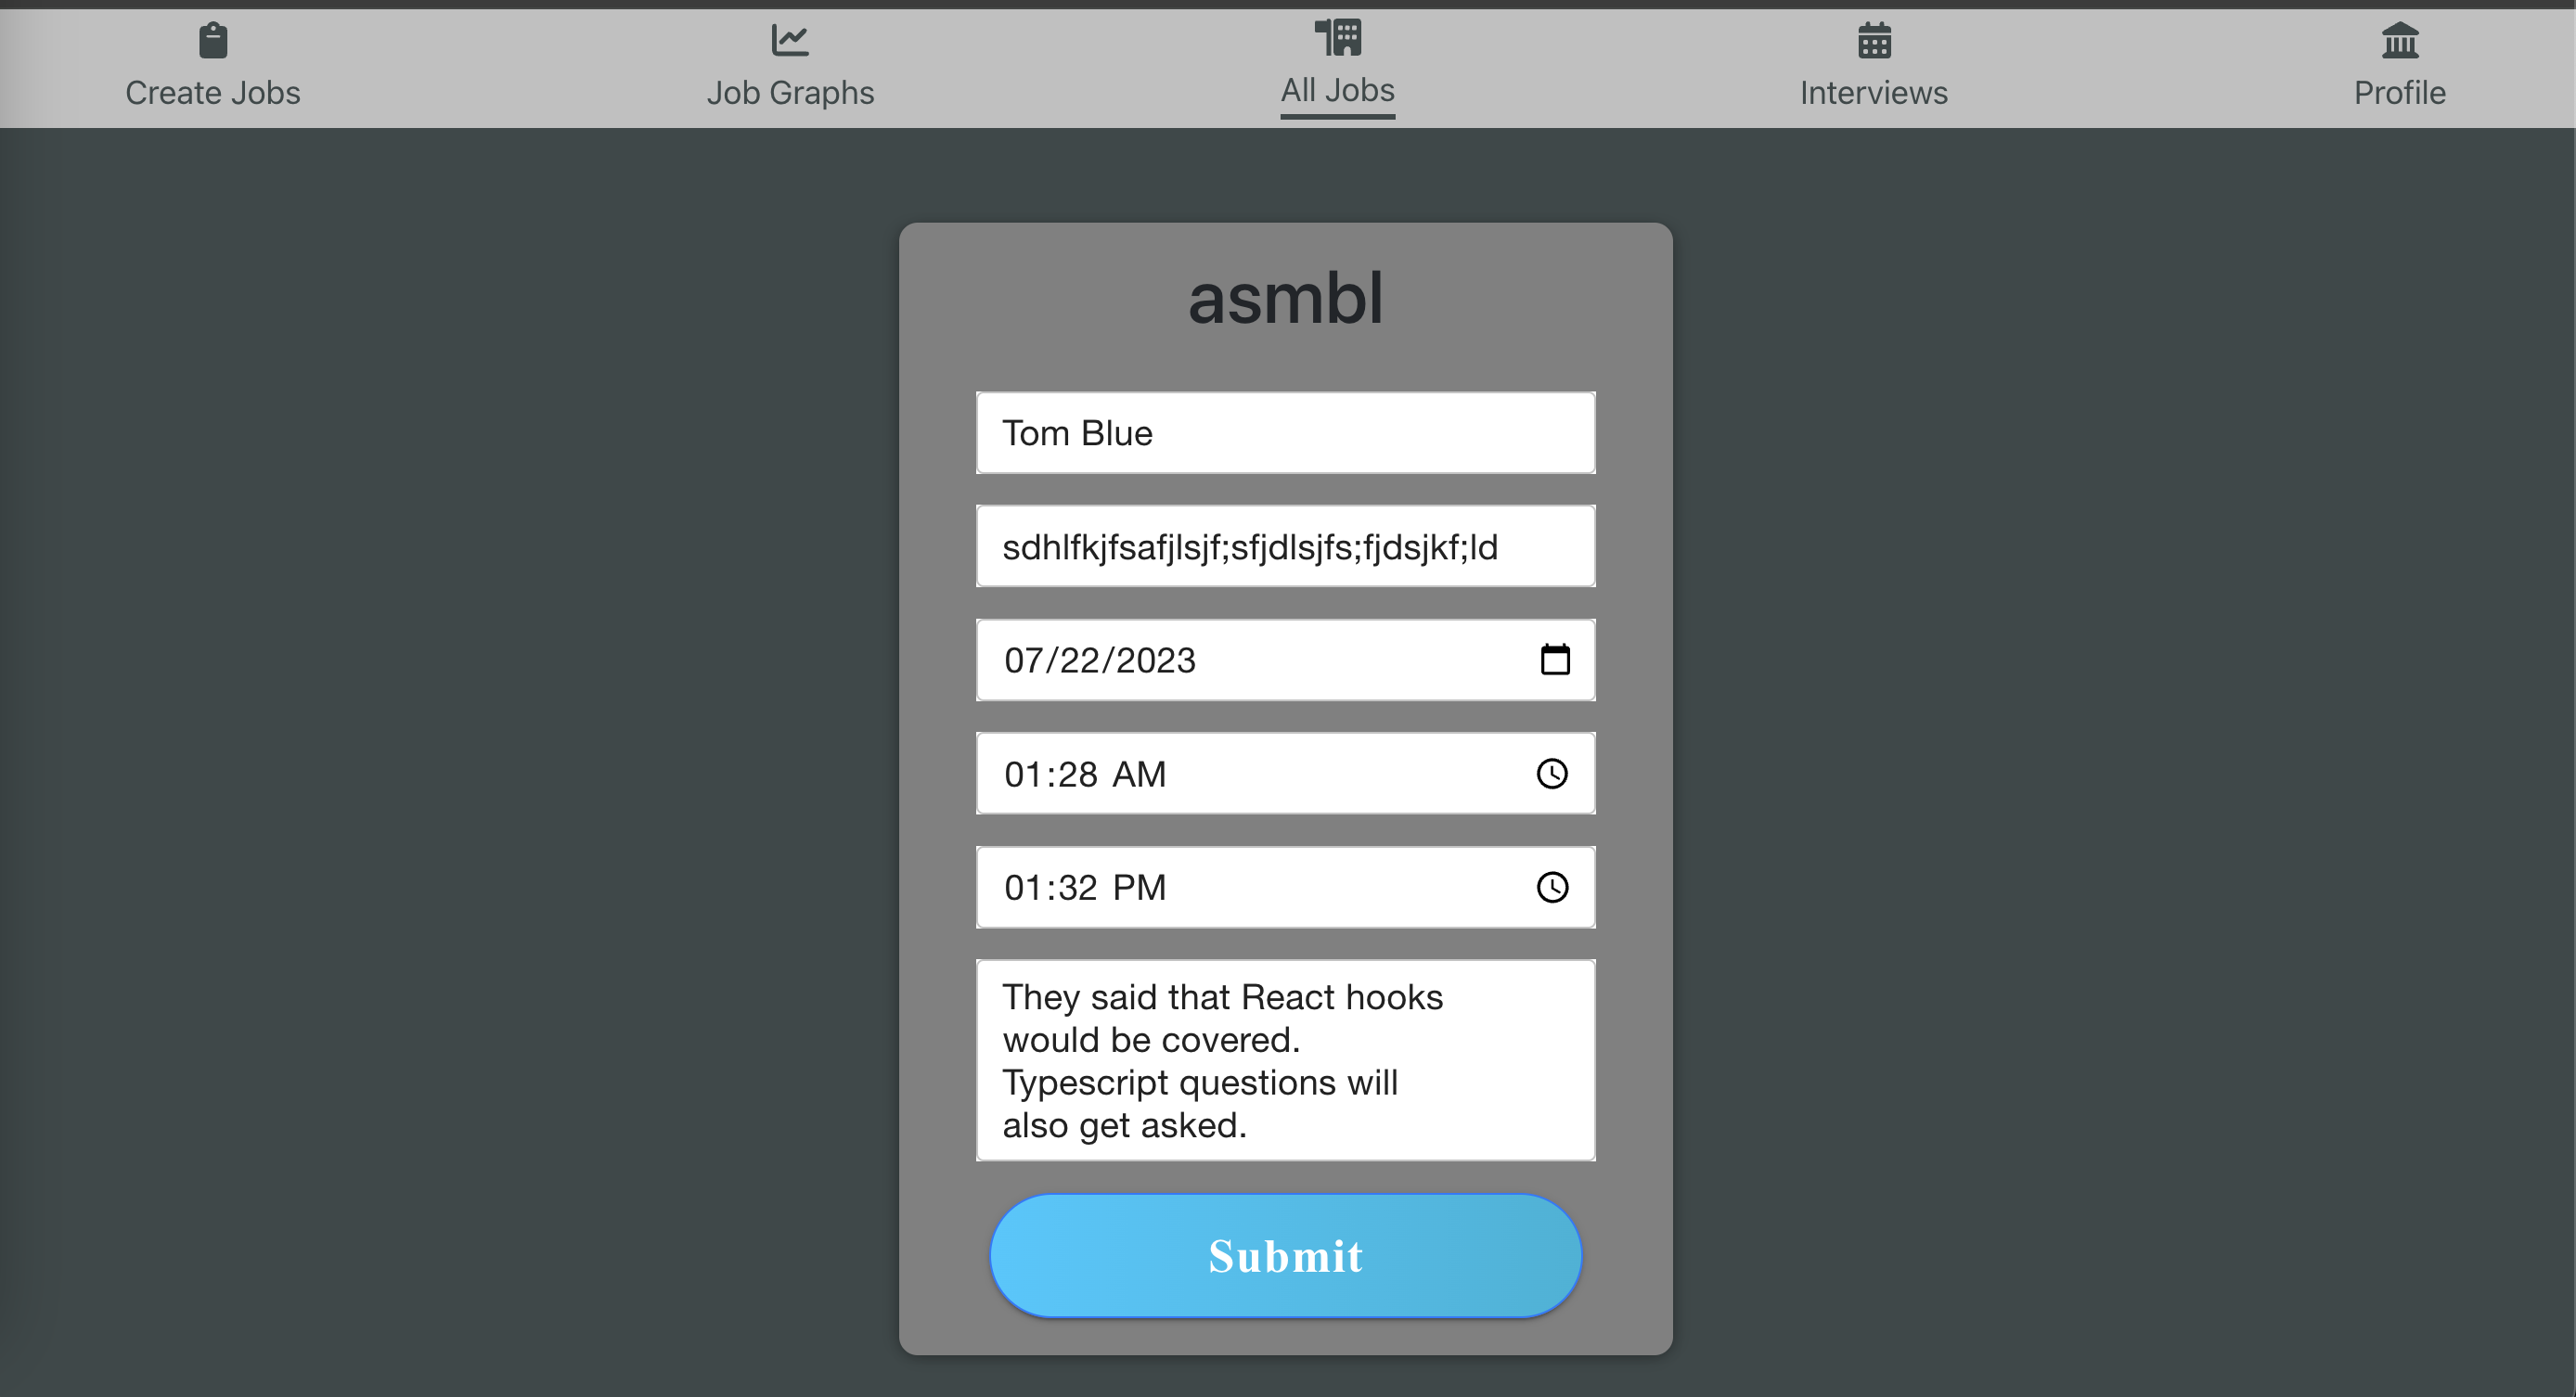 Create Jobs
Job Graphs
All Jobs
Interviews
Profile
asmbl
Tom Blue
sdhlfkjfsafjlsjf;sfjdlsjfs;fjdsjkf;ld
07/22/2023
01:28 AM
01:32 PM
They said that React hooks
would be covered.
Typescript questions will
also get asked.
Submit